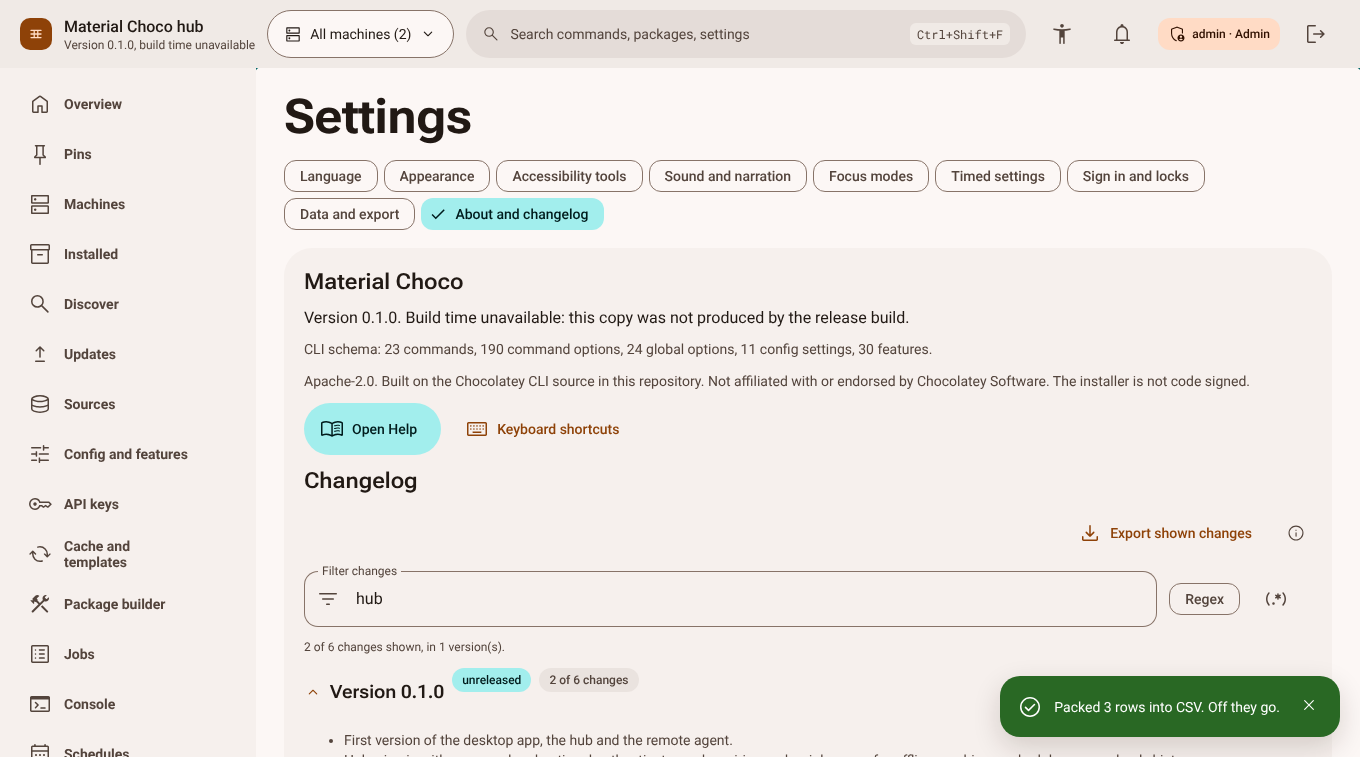 Material Choco hub
Version 0.1.0, build time unavailable
All machines (2)
Search commands, packages, settings
Ctrl+Shift+F
admin · Admin
Overview
Pins
Machines
Installed
Discover
Updates
Sources
Config and features
API keys
Cache and
templates
Package builder
Jobs
Console
Schedules
Settings
Language
Appearance
Accessibility tools
Sound and narration
Focus modes
Timed settings
Sign in and locks
Data and export
About and changelog
Material Choco
Version 0.1.0. Build time unavailable: this copy was not produced by the release build.
CLI schema: 23 commands, 190 command options, 24 global options, 11 config settings, 30 features.
Apache-2.0. Built on the Chocolatey CLI source in this repository. Not affiliated with or endorsed by Chocolatey Software. The installer is not code signed.
Open Help
Keyboard shortcuts
Changelog
Export shown changes
Filter changes
hub
Regex
(.*)
2 of 6 changes shown, in 1 version(s).
Version 0.1.0
unreleased
2 of 6 changes
• First version of the desktop app, the hub and the remote agent.
Packed 3 rows into CSV. Off they go.